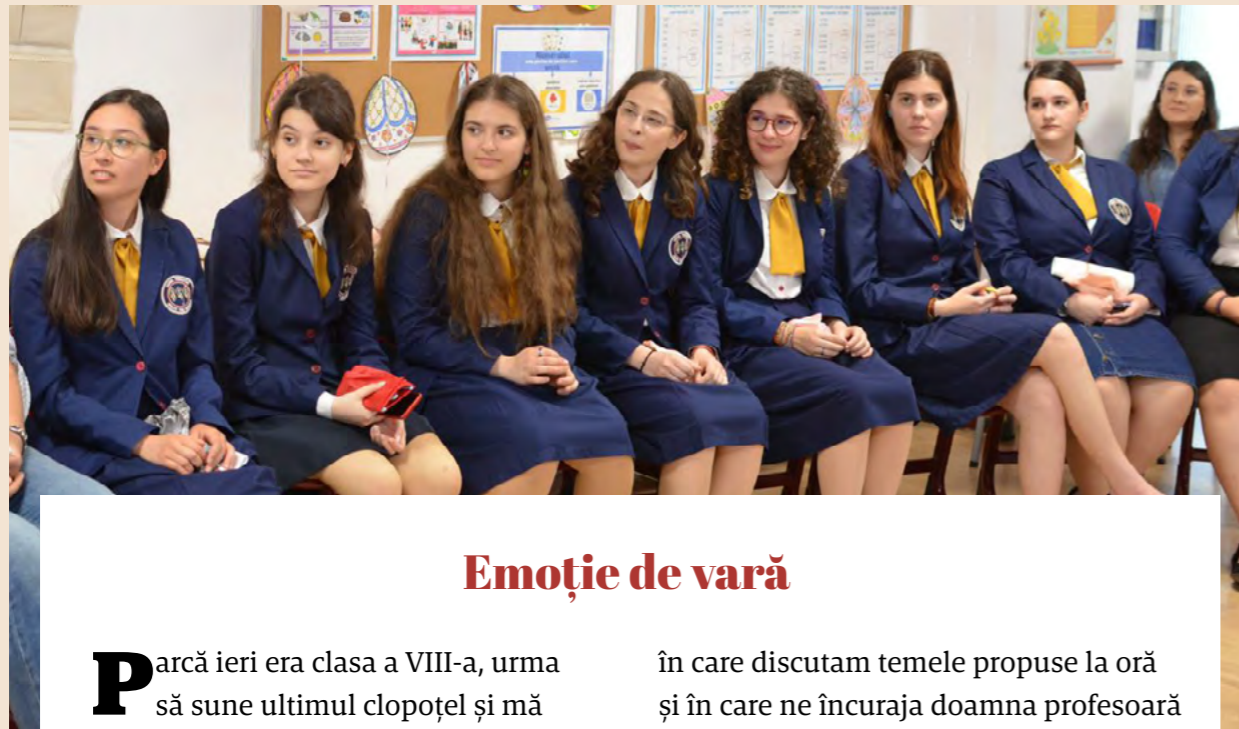 Emoție de vară
Parcă ieri era clasa a VIII-a, urma
să sune ultimul clopoțel și mă
în care discutam temele propuse la oră
și în care ne încuraja doamna profesoară